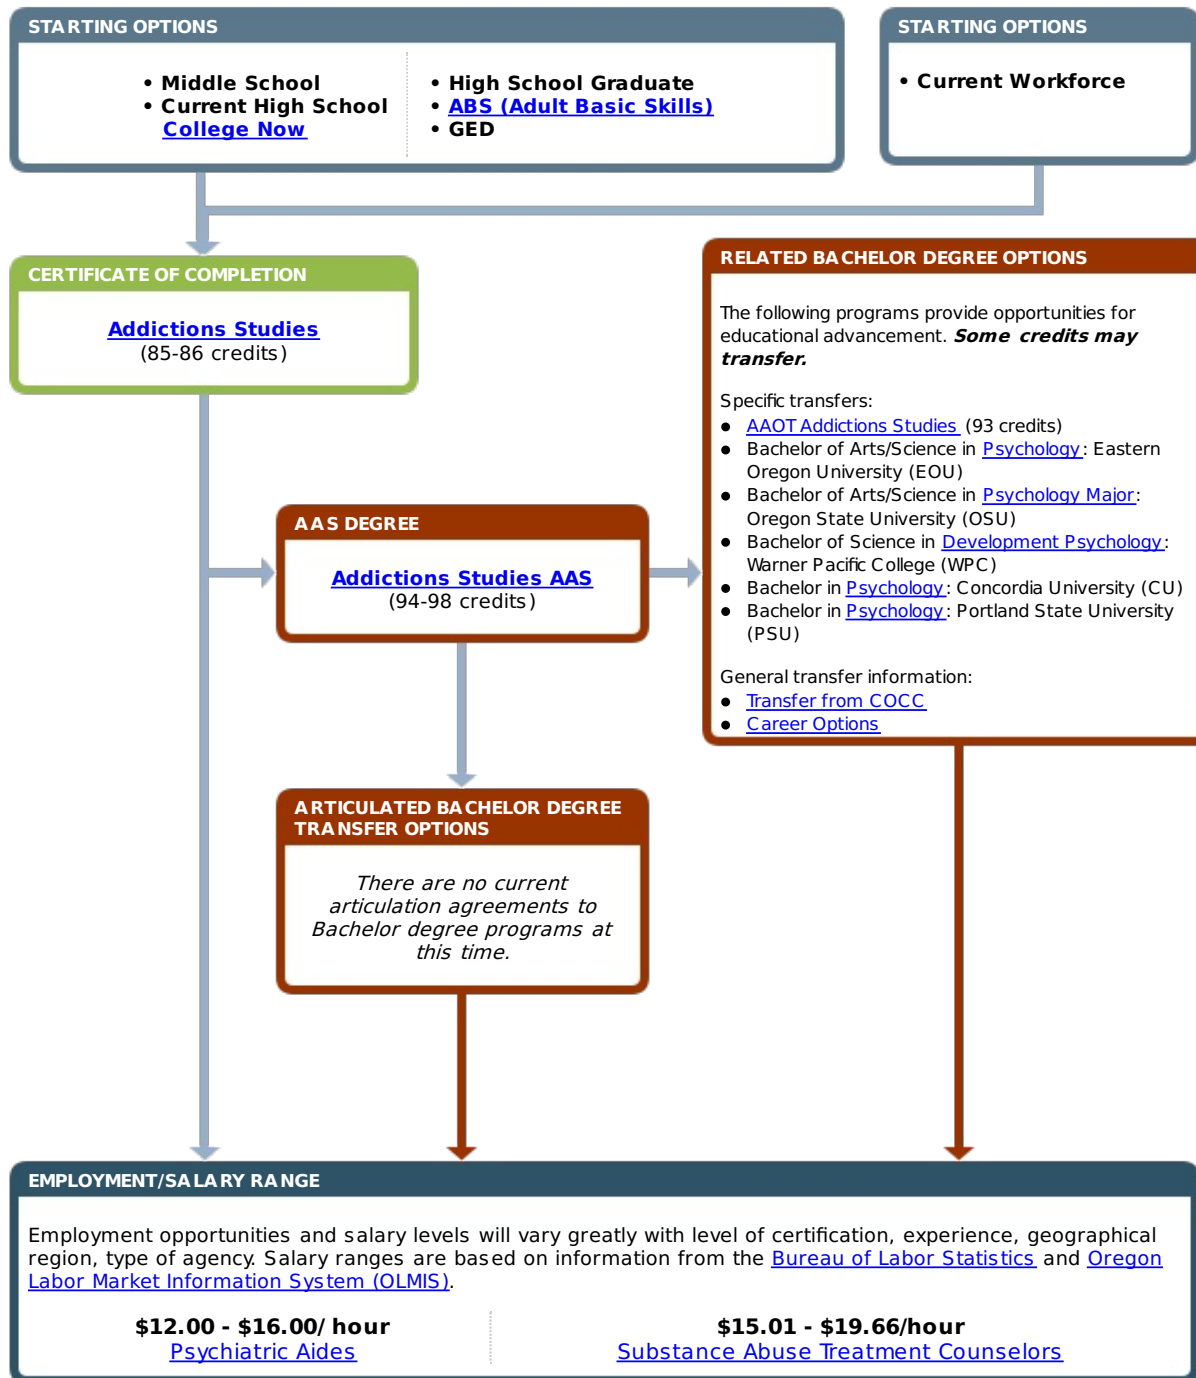 STARTING OPTIONS
• Middle School
• Current High School
College Now
• High School Graduate
• ABS (Adult Basic Skills)
• GED
STARTING OPTIONS
• Current Workforce
CERTIFICATE OF COMPLETION
Addictions Studies
(85-86 credits)
RELATED BACHELOR DEGREE OPTIONS
The following programs provide opportunities for
educational advancement. Some credits may
transfer.
Specific transfers:
● AAOT Addictions Studies (93 credits)
● Bachelor of Arts/Science in Psychology: Eastern
Oregon University (EOU)
● Bachelor of Arts/Science in Psychology Major:
Oregon State University (OSU)
● Bachelor of Science in Development Psychology:
Warner Pacific College (WPC)
● Bachelor in Psychology: Concordia University (CU)
● Bachelor in Psychology: Portland State University
(PSU)
General transfer information:
● Transfer from COCC
● Career Options
AAS DEGREE
Addictions Studies AAS
(94-98 credits)
ARTICULATED BACHELOR DEGREE
TRANSFER OPTIONS
There are no current
articulation agreements to
Bachelor degree programs at
this time.
EMPLOYMENT/SALARY RANGE
Employment opportunities and salary levels will vary greatly with level of certification, experience, geographical
region, type of agency. Salary ranges are based on information from the Bureau of Labor Statistics and Oregon
Labor Market Information System (OLMIS).
$12.00 - $16.00/ hour
Psychiatric Aides
$15.01 - $19.66/hour
Substance Abuse Treatment Counselors